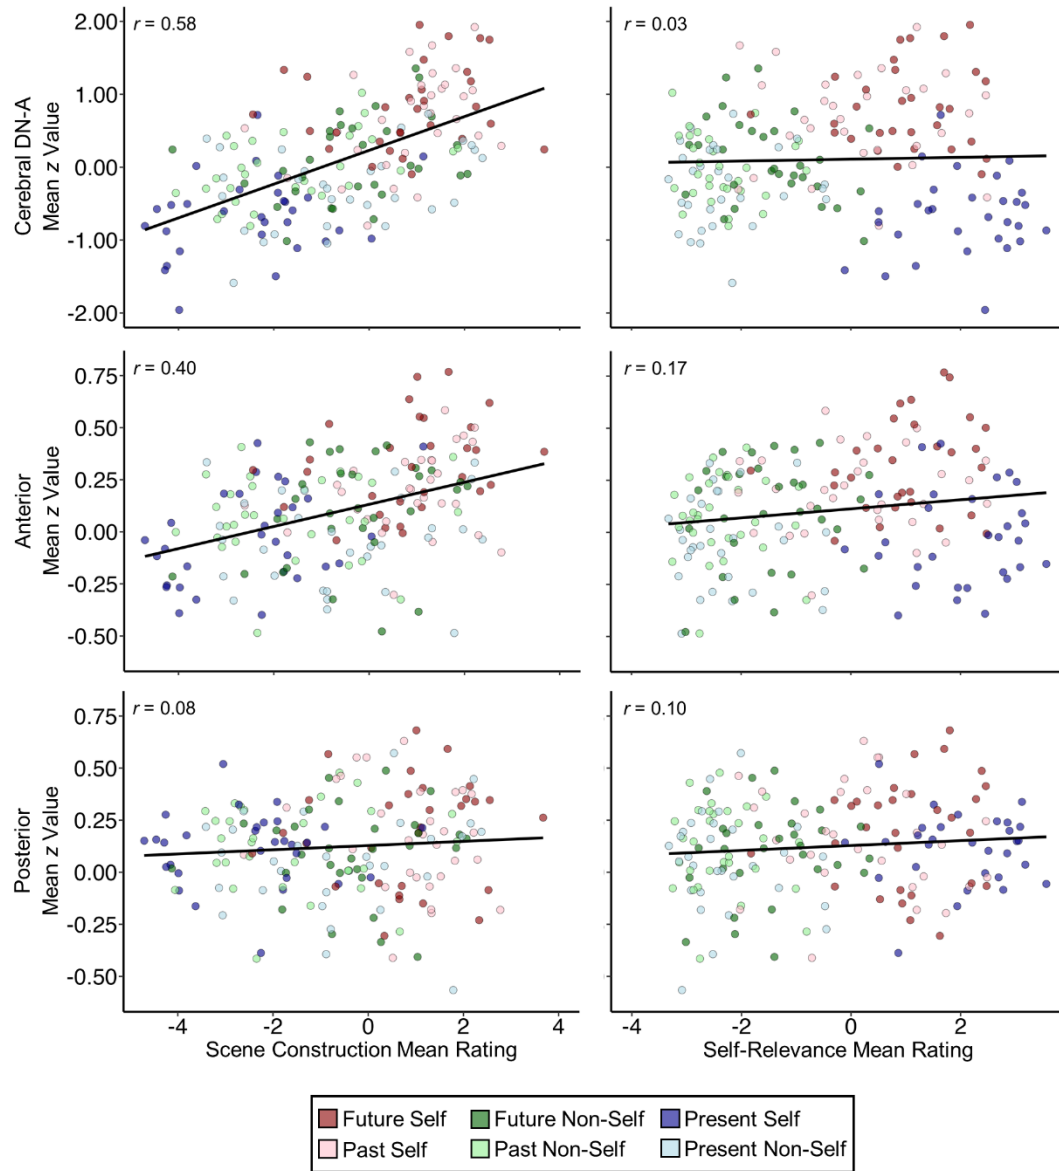 r = 0.58
r = 0.03
2.00
1.00
0.00
-1.00
-2.00
Cerebral DN-A
Mean z Value
r = 0.40
r = 0.17
0.75
0.50
0.25
0.00
-0.25
-0.50
Anterior
Mean z Value
r = 0.08
r = 0.10
0.75
0.50
0.25
0.00
-0.25
-0.50
Posterior
Mean z Value
-4 -2 0 2 4
-4 -2 0 2
Scene Construction Mean Rating
Self-Relevance Mean Rating
Future Self Future Non-Self Present Self
Past Self Past Non-Self Present Non-Self